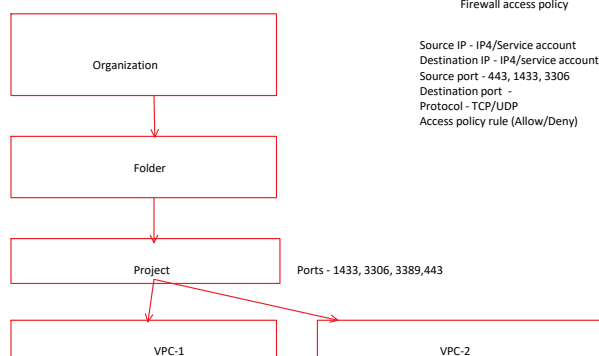 Firewall access policy
Source IP - IP4/Service account
Destination IP - IP4/service account
Source port - 443, 1433, 3306
Destination port  -
Protocol - TCP/UDP
Access policy rule (Allow/Deny)
Organization
Folder
Project
Ports - 1433, 3306, 3389,443
VPC-1
VPC-2